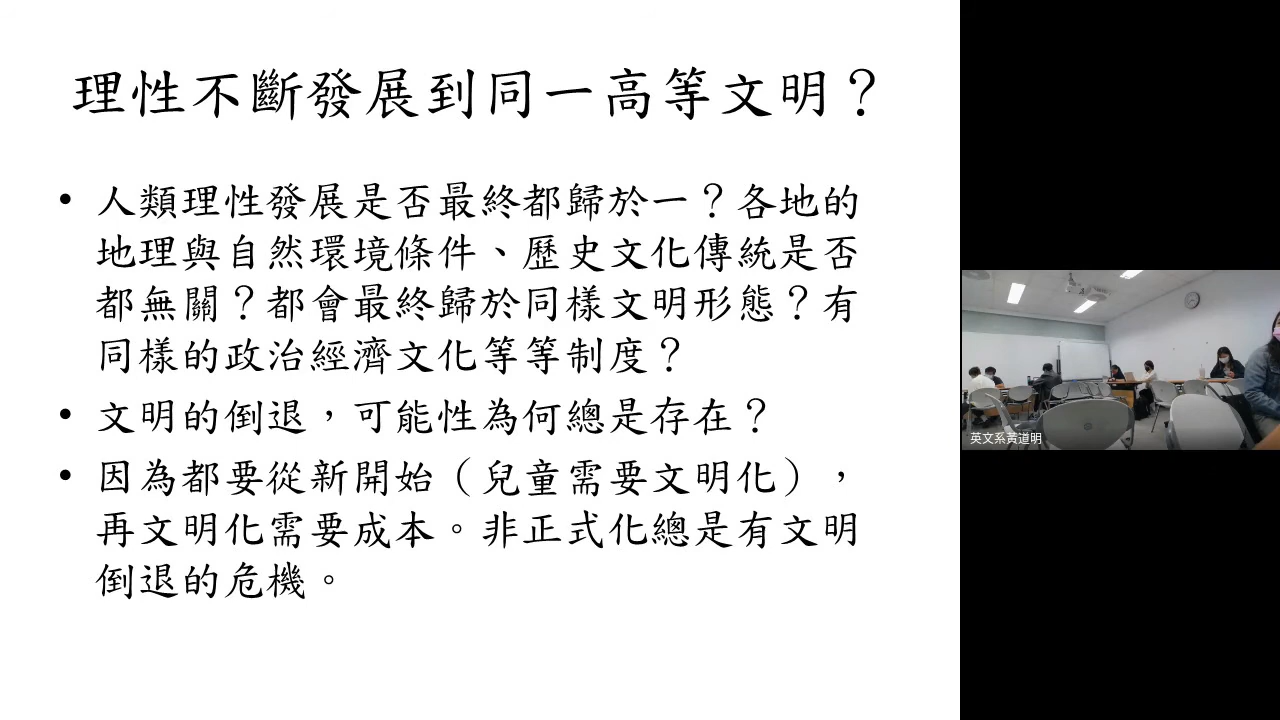 理性不斷發展到同一高等文明？
• 人類理性發展是否最終都歸於一？各地的
地理與自然環境條件、歷史文化傳統是否
都無關？都會最終歸於同樣文明形態？有
同樣的政治經濟文化等等制度？
• 文明的倒退，可能性為何總是存在？
• 因為都要從新開始（兒童需要文明化），
再文明化需要成本。非正式化總是有文明
倒退的危機。
英文系黃道明